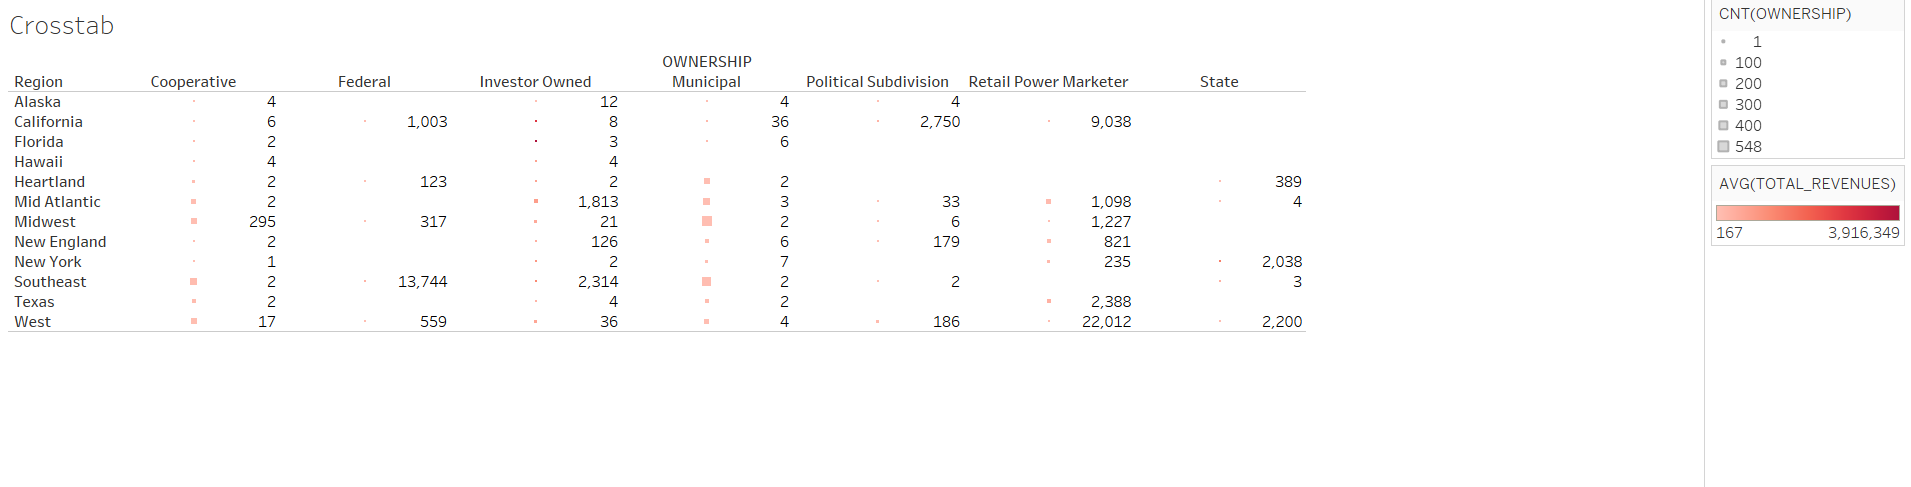 Crosstab
OWNERSHIP
Region Cooperative Federal Investor Owned Municipal Political Subdivision Retail Power Marketer State
Alaska 4 12 4 4
California 6 1,003 8 36 2,750 9,038
Florida 2 3 6
Hawaii 4 4
Heartland 2 123 2 2 389
Mid Atlantic 2 1,813 3 33 1,098 4
Midwest 295 317 21 2 6 1,227
New England 2 126 6 179 821
New York 1 2 7 235 2,038
Southeast 2 13,744 2,314 2 2 3
Texas 2 4 2 2,388
West 17 559 36 4 186 22,012 2,200
CNT(OWNERSHIP)
1
100
200
300
400
548
AVG(TOTAL_REVENUES)
167 3,916,349